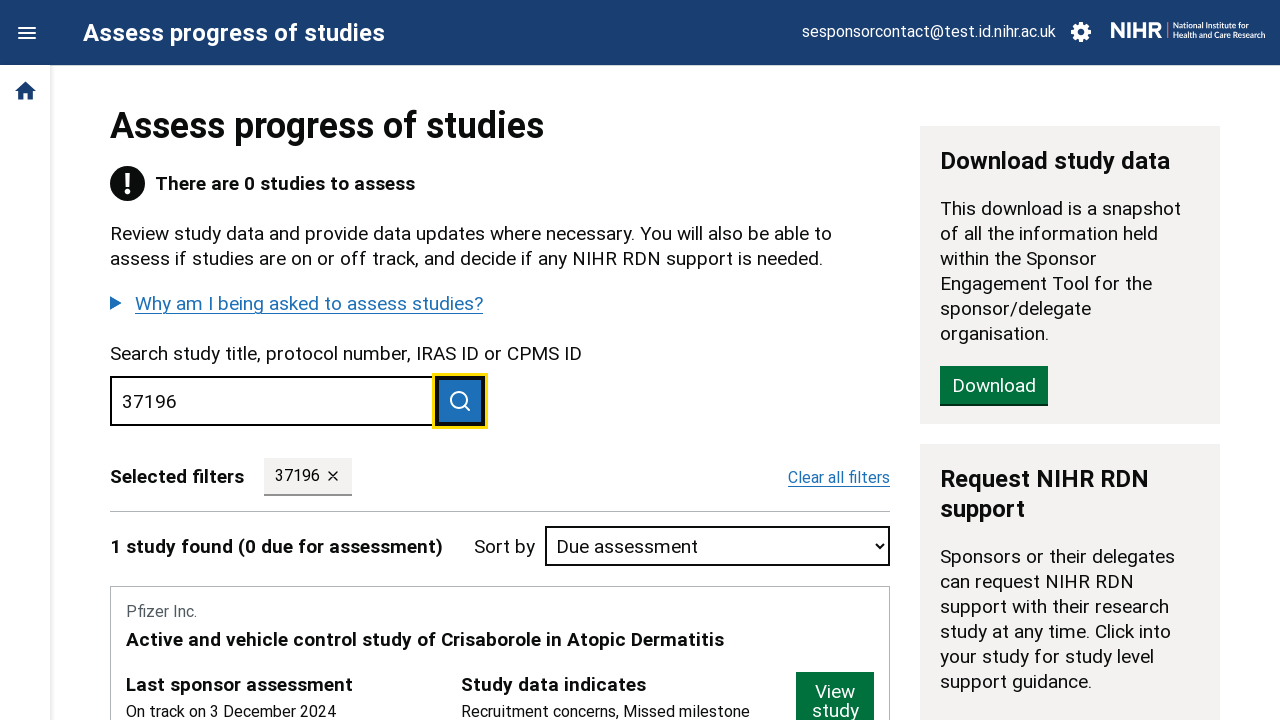 Assess progress of studies
sesponsorcontact@test.id.nihr.ac.uk
NIHR | National Institute for
Health and Care Research
Assess progress of studies
! There are 0 studies to assess
Review study data and provide data updates where necessary. You will also be able to
assess if studies are on or off track, and decide if any NIHR RDN support is needed.
Why am I being asked to assess studies?
Search study title, protocol number, IRAS ID or CPMS ID
37196
Selected filters 37196 × Clear all filters
1 study found (0 due for assessment) Sort by Due assessment
Pfizer Inc.
Active and vehicle control study of Crisaborole in Atopic Dermatitis
Last sponsor assessment
On track on 3 December 2024
Study data indicates
Recruitment concerns, Missed milestone
View
study
Download study data
This download is a snapshot
of all the information held
within the Sponsor
Engagement Tool for the
sponsor/delegate
organisation.
Download
Request NIHR RDN
support
Sponsors or their delegates
can request NIHR RDN
support with their research
study at any time. Click into
your study for study level
support guidance.